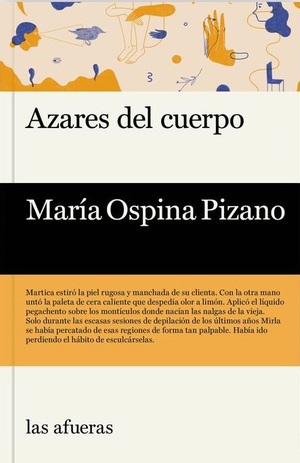 Azares del cuerpo
María Ospina Pizano
Martica estiró la piel rugosa y manchada de su clienta. Con la otra mano
untó la paleta de cera caliente que despedía olor a limón. Aplicó el líquido
pegachento sobre los montículos donde nacían las nalgas de la vieja.
Solo durante las escasas sesiones de depilación de los últimos años Mirla
se había percatado de esas regiones de forma tan palpable. Había ido
perdiendo el hábito de esculcárselas.
las afueras